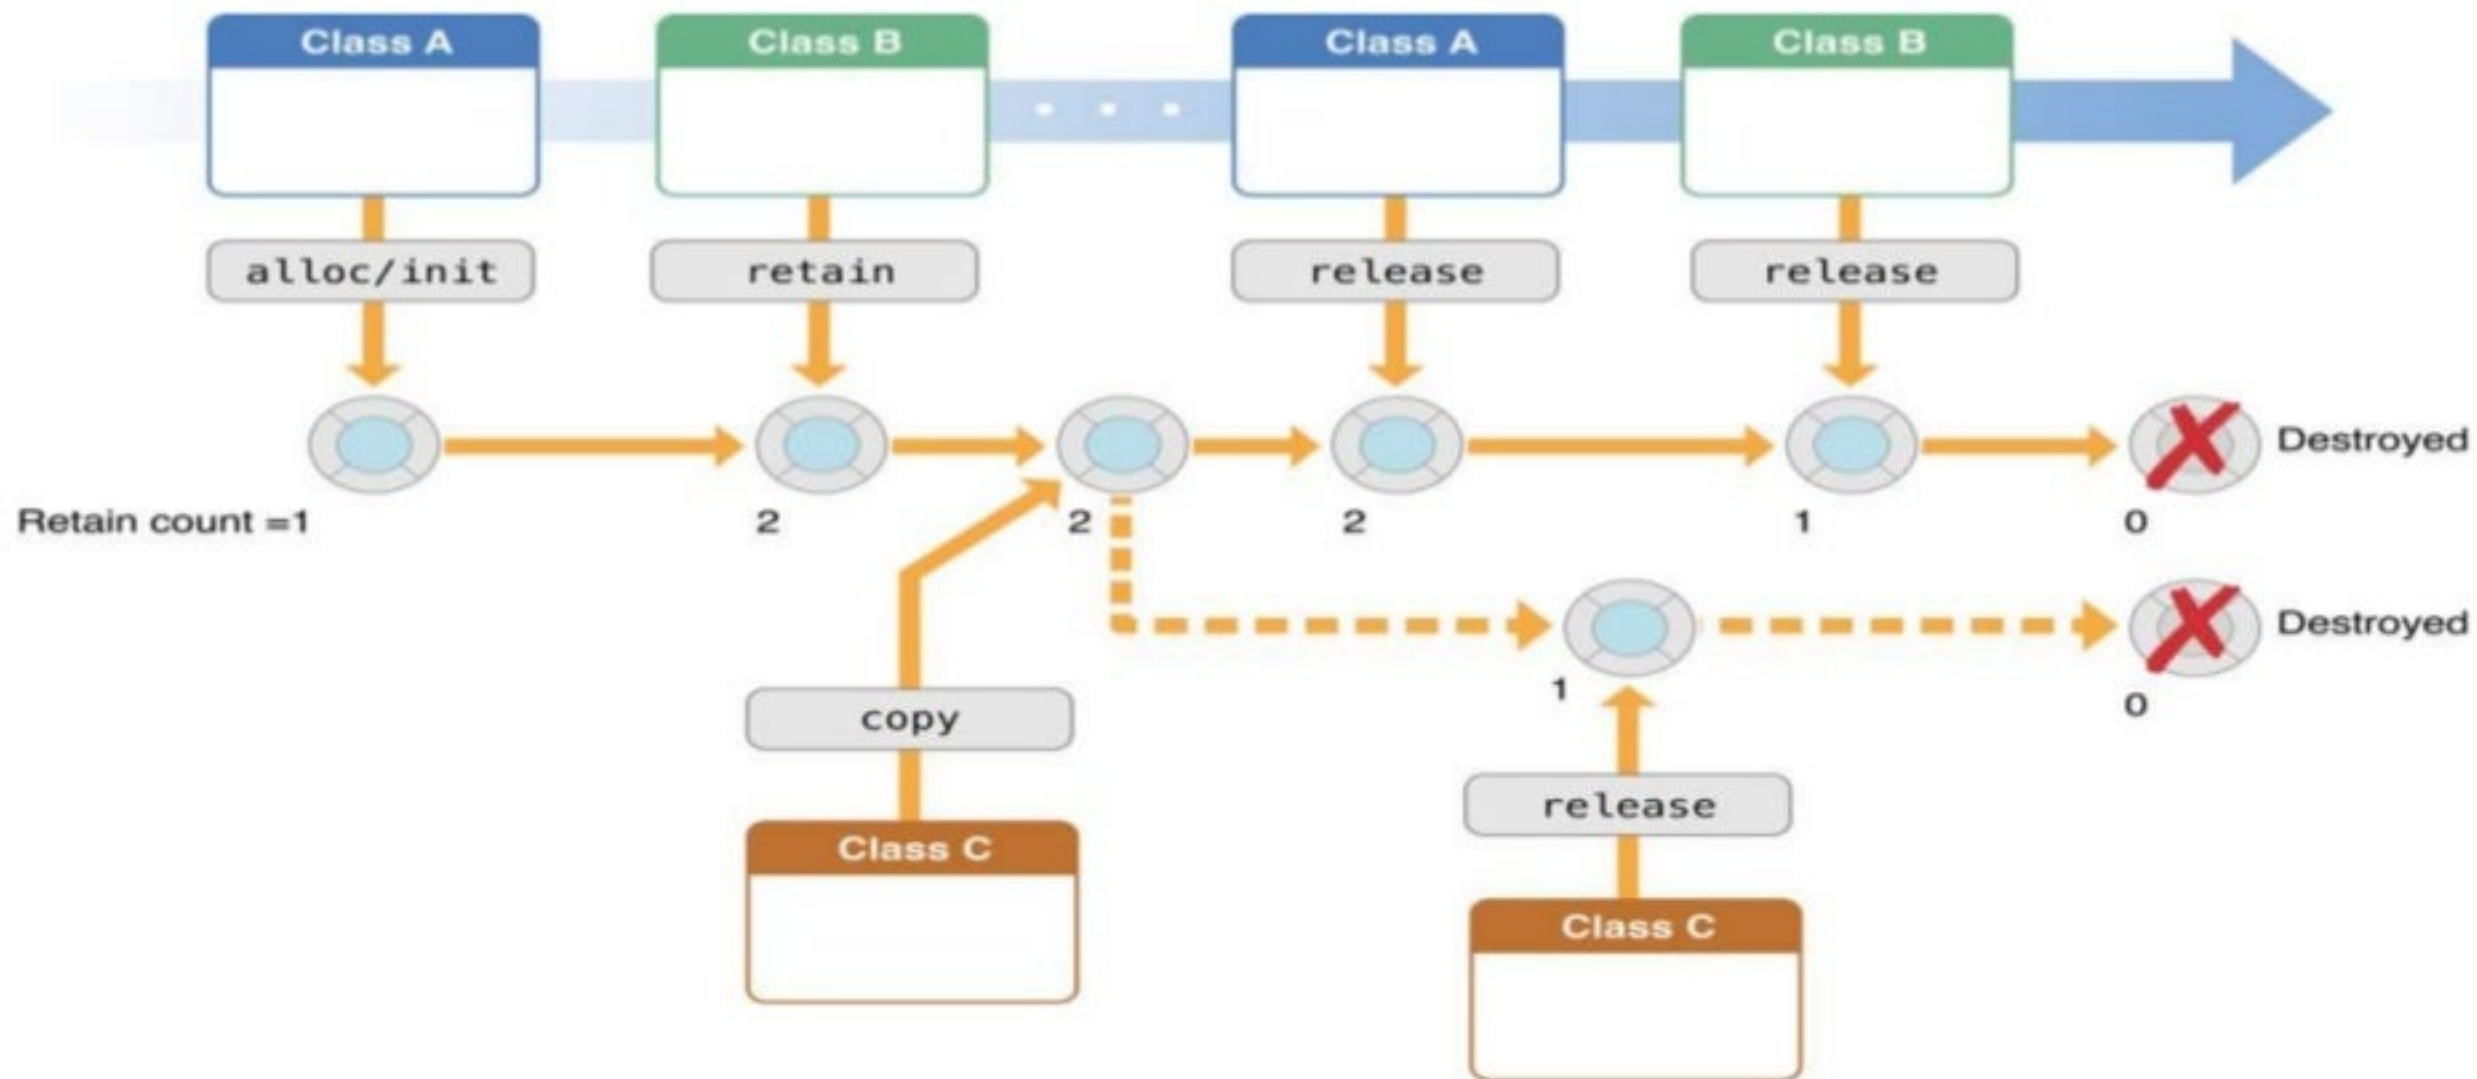 Class A
Class B
Class A
Class B
alloc/init
retain
release
release
Destroyed
Retain count =1
2
2
2
1
0
Destroyed
1
0
copy
release
Class C
Class C